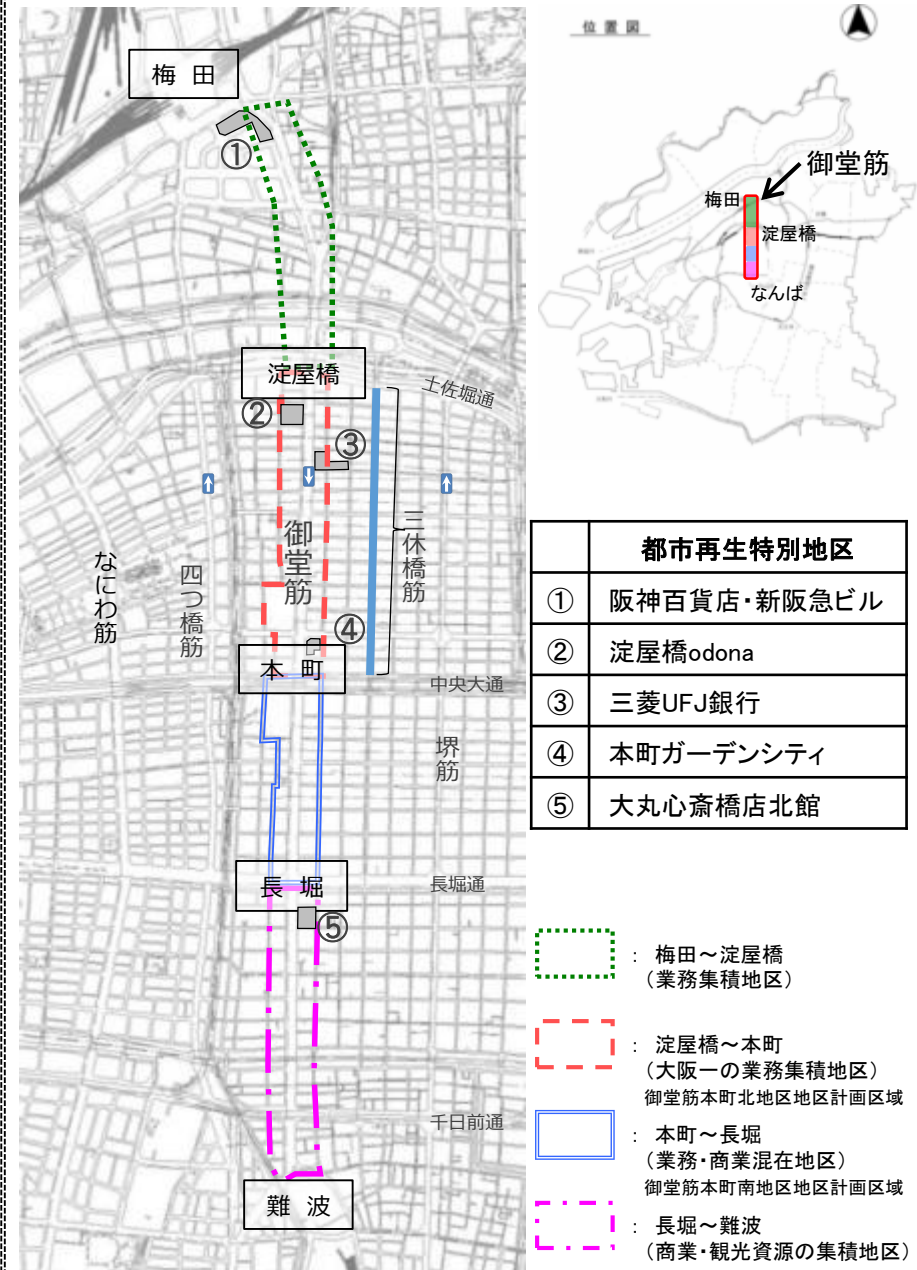 梅 田
①
淀屋橋
土佐堀通
②
③
御堂筋
三休橋筋
なにわ筋
四つ橋筋
④
本 町
中央大通
堺筋
長 堀
長堀通
⑤
千日前通
難 波
位 置 図
御堂筋
梅田
淀屋橋
なんば
都市再生特別地区
① 阪神百貨店・新阪急ビル
② 淀屋橋odona
③ 三菱UFJ銀行
④ 本町ガーデンシティ
⑤ 大丸心斎橋店北館
： 梅田～淀屋橋
（業務集積地区）
： 淀屋橋～本町
（大阪一の業務集積地区）
御堂筋本町北地区地区計画区域
： 本町～長堀
（業務・商業混在地区）
御堂筋本町南地区地区計画区域
： 長堀～難波
（商業・観光資源の集積地区）